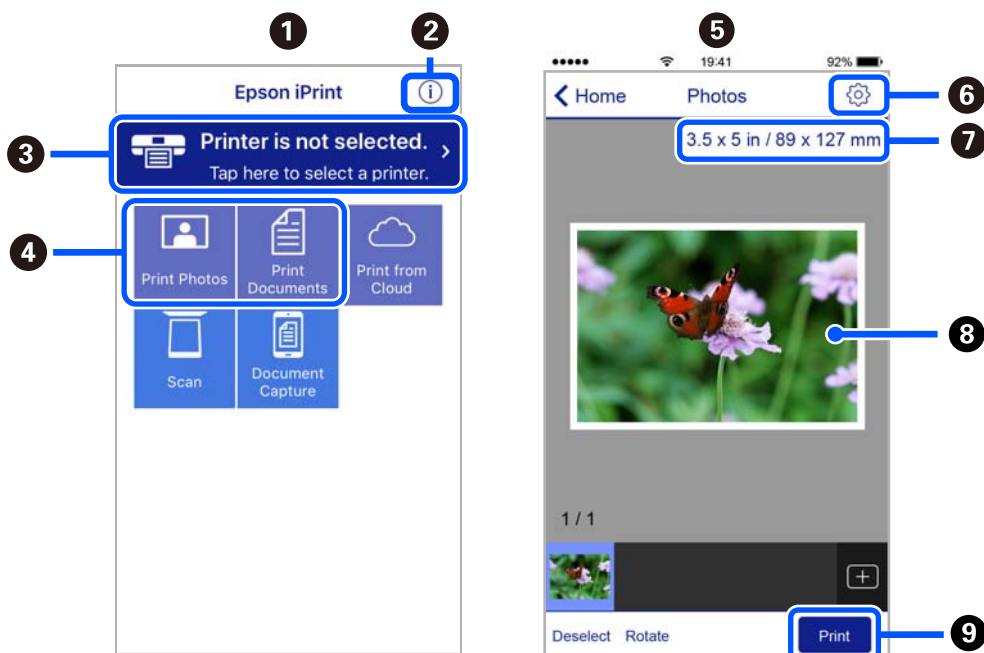 1
2
Epson iPrint
i
3
Printer is not selected.
Tap here to select a printer.
4
Print Photos
Print
Documents
Print from
Cloud
Scan
Document
Capture
5
19:41
92%
Home
Photos
6
3.5 x 5 in / 89 x 127 mm
7
8
1 / 1
Deselect
Rotate
Print
9